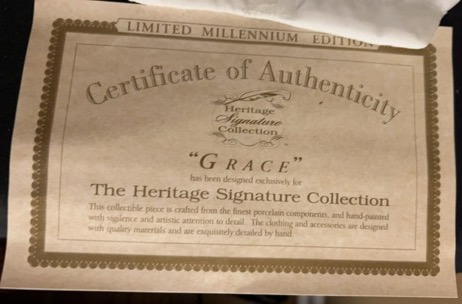 LIMITED MILLENNIUM EDITION
Certificate of Authenticity
Heritage
Signature
Collection
"GRACE"
has been designed exclusively for
The Heritage Signature Collection
This collectible piece is crafted from the finest porcelain components, and hand-painted
with vigilence and artistic attention to detail. The clothing and accessories are designed
with quality materials and are exquisitely detailed by hand.